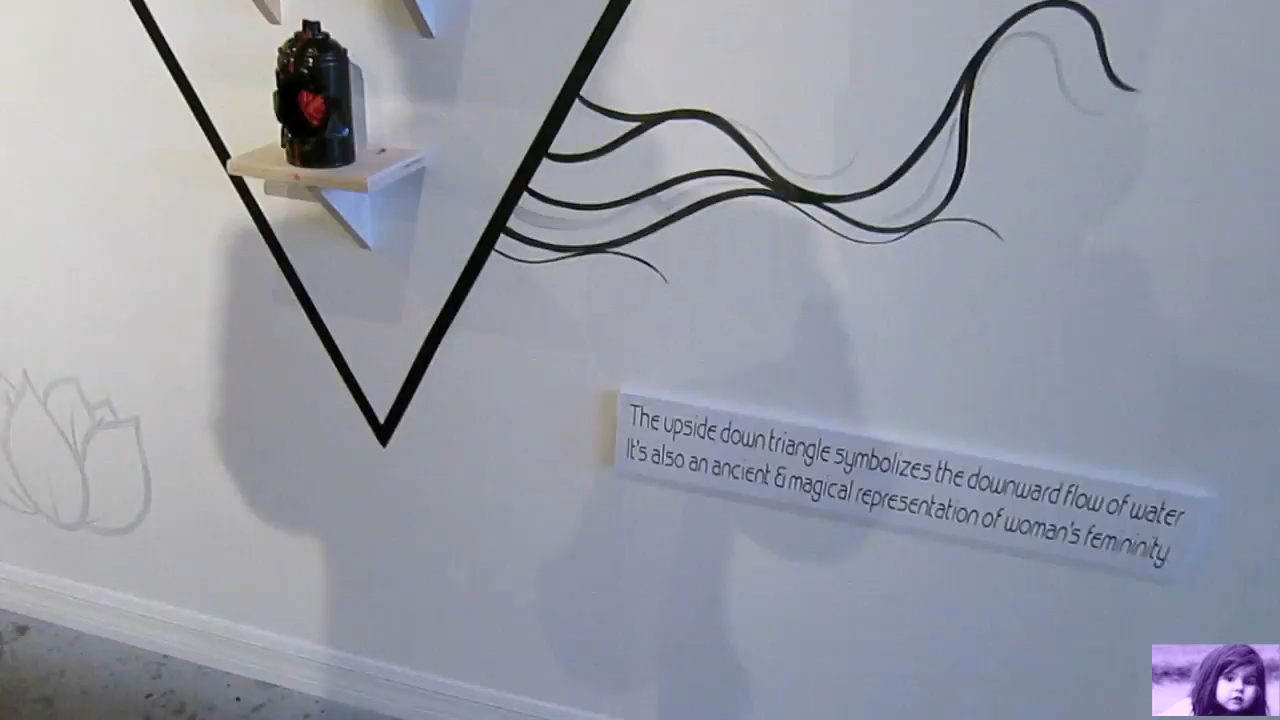 The upside down triangle symbolizes the downward flow of water
It's also an ancient & magical representation of woman's femininity